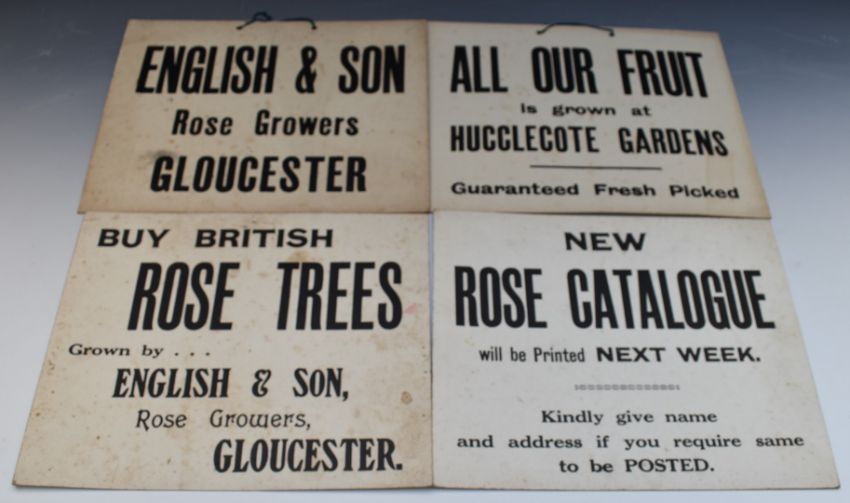 ENGLISH & SON
Rose Growers
GLOUCESTER
ALL OUR FRUIT
is grown at
HUCCLECOTE GARDENS
Guaranteed Fresh Picked
BUY BRITISH
ROSE TREES
Grown by . . .
ENGLISH & SON,
Rose Growers,
GLOUCESTER.
NEW
ROSE CATALOGUE
will be Printed NEXT WEEK.
Kindly give name
and address if you require same
to be POSTED.